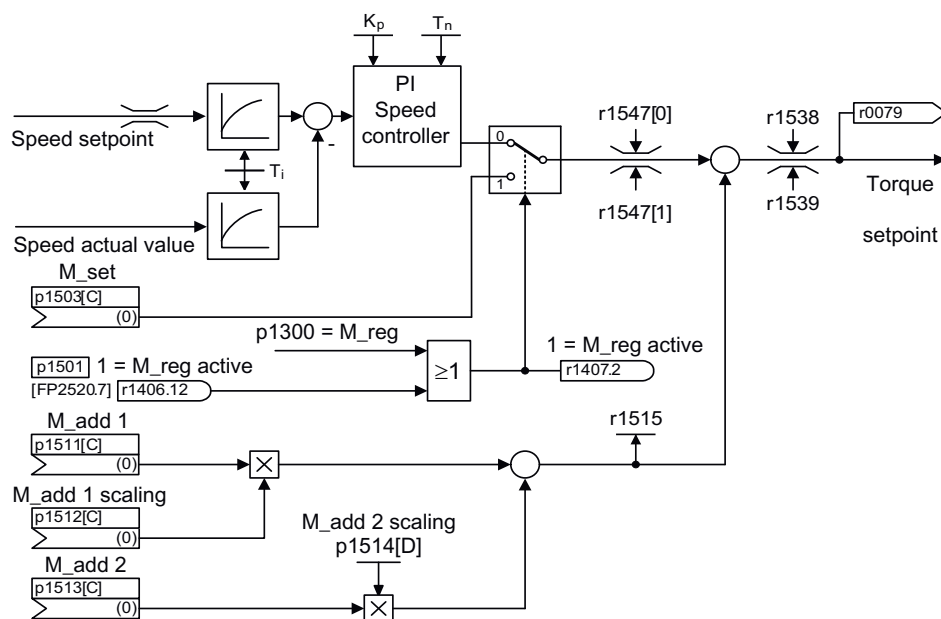 Kp
Tn
PI
Speed
controller
Speed setpoint
-
Ti
Speed actual value
0
1
r1547[0]
r1547[1]
r1538
r1539
r0079
Torque
setpoint
M_set
p1503[C]
(0)
p1300 = M_reg
p1501 1 = M_reg active
[FP2520.7] r1406.12
≥1
1 = M_reg active
r1407.2
M_add 1
p1511[C]
(0)
r1515
M_add 1 scaling
p1512[C]
(0)
M_add 2 scaling
p1514[D]
M_add 2
p1513[C]
(0)